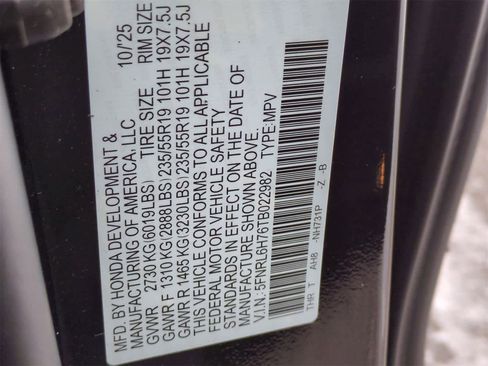 MFD. BY HONDA DEVELOPMENT & 10/'25
MANUFACTURING OF AMERICA, LLC
GVWR 2730 KG(6019LBS) TIRE SIZE RIM SIZE
GAWR F 1310 KG(2888LBS) 235/55R19 101H 19X7.5J
GAWR R 1465 KG(3230LBS) 235/55R19 101H 19X7.5J
THIS VEHICLE CONFORMS TO ALL APPLICABLE
FEDERAL MOTOR VEHICLE SAFETY
STANDARDS IN EFFECT ON THE DATE OF
MANUFACTURE SHOWN ABOVE.
V.I.N.: 5FNRL6H76TB022982 TYPE:MPV
THR T AHB -NH731P -Z -B